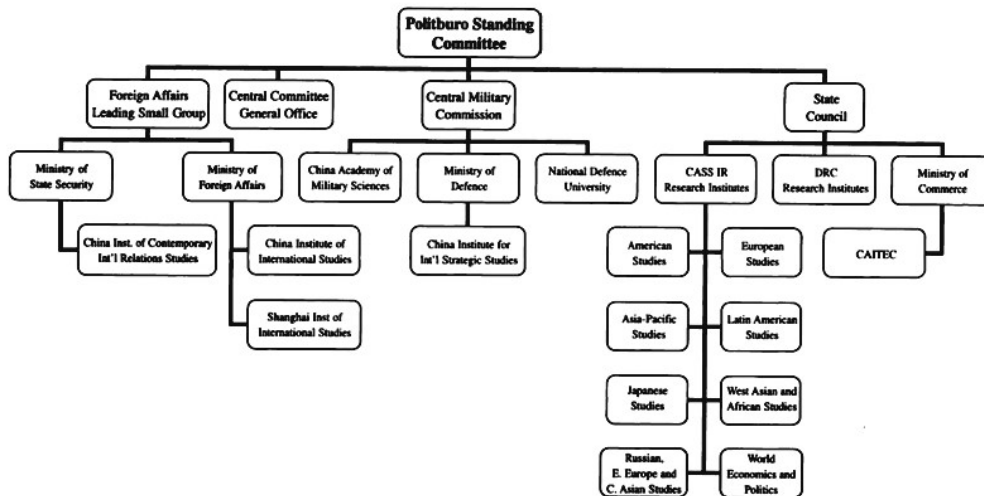 Politburo Standing
Committee
Foreign Affairs
Leading Small Group
Central Committee
General Office
Central Military
Commission
State
Council
Ministry of
State Security
Ministry of
Foreign Affairs
China Academy of
Military Sciences
Ministry of
Defence
National Defence
University
CASS IR
Research Institutes
DRC
Research Institutes
Ministry of
Commerce
China Inst. of Contemporary
Int'l Relations Studies
China Institute of
International Studies
China Institute for
Int'l Strategic Studies
American
Studies
European
Studies
CAITEC
Shanghai Inst of
International Studies
Asia-Pacific
Studies
Latin American
Studies
Japanese
Studies
West Asian and
African Studies
Russian,
E. Europe and
C. Asian Studies
World
Economics and
Politics